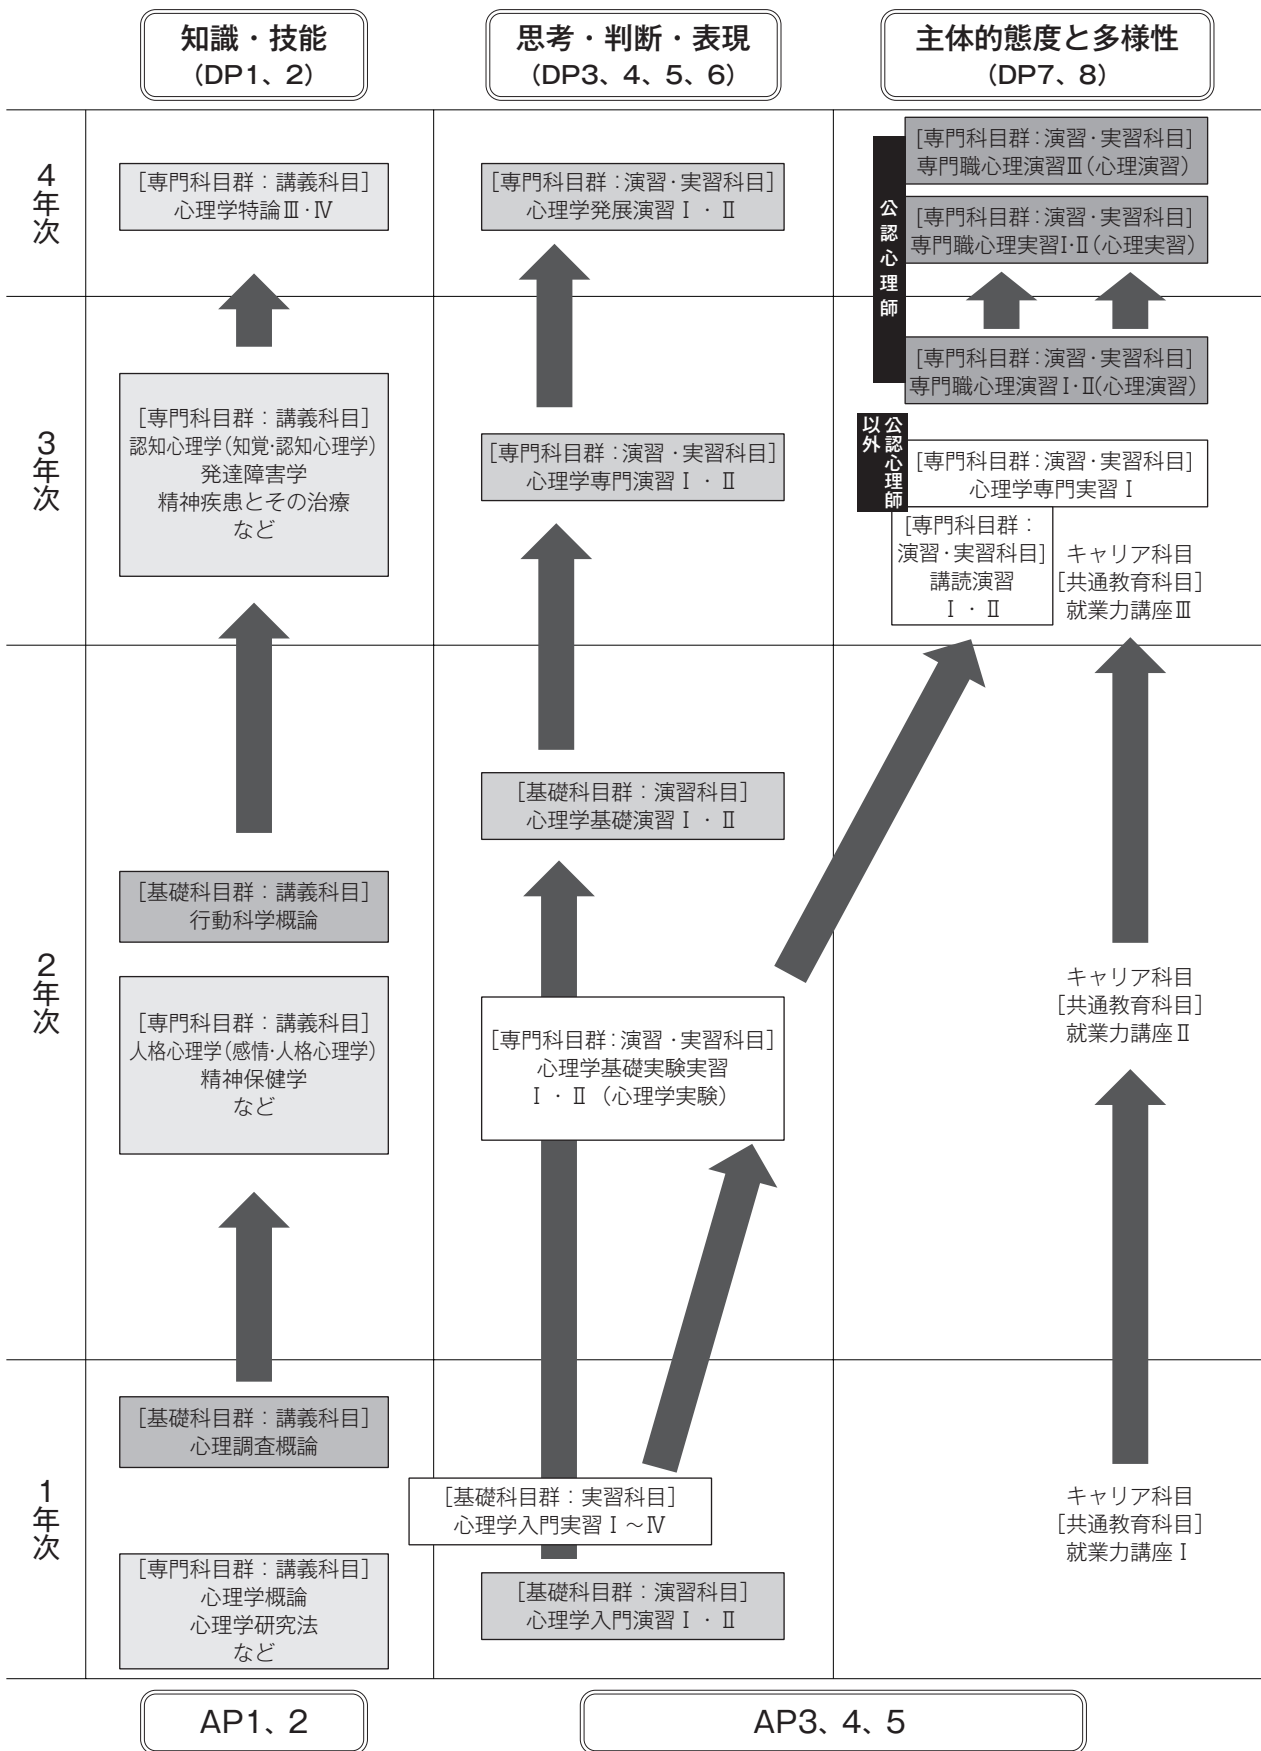 知識・技能
(DP1、2)
思考・判断・表現
(DP3、4、5、6)
主体的態度と多様性
(DP7、8)
4年次
[専門科目群：講義科目]
心理学特論Ⅲ・Ⅳ
[専門科目群：演習・実習科目]
心理学発展演習Ⅰ・Ⅱ
公認心理師
[専門科目群：演習・実習科目]
専門職心理演習Ⅲ(心理演習)
[専門科目群：演習・実習科目]
専門職心理実習Ⅰ・Ⅱ(心理実習)
3年次
[専門科目群：講義科目]
認知心理学(知覚・認知心理学)
発達障害学
精神疾患とその治療
など
[専門科目群：演習・実習科目]
心理学専門演習Ⅰ・Ⅱ
[専門科目群：演習・実習科目]
専門職心理演習Ⅰ・Ⅱ(心理演習)
公認心理師
以外
[専門科目群：演習・実習科目]
心理学専門実習Ⅰ
[専門科目群：
演習・実習科目]
講読演習
Ⅰ・Ⅱ
キャリア科目
[共通教育科目]
就業力講座Ⅲ
2年次
[基礎科目群：講義科目]
行動科学概論
[専門科目群：講義科目]
人格心理学(感情・人格心理学)
精神保健学
など
[基礎科目群：演習科目]
心理学基礎演習Ⅰ・Ⅱ
[専門科目群：演習・実習科目]
心理学基礎実験実習
Ⅰ・Ⅱ（心理学実験）
キャリア科目
[共通教育科目]
就業力講座Ⅱ
1年次
[基礎科目群：講義科目]
心理調査概論
[専門科目群：講義科目]
心理学概論
心理学研究法
など
[基礎科目群：実習科目]
心理学入門実習Ⅰ～Ⅳ
[基礎科目群：演習科目]
心理学入門演習Ⅰ・Ⅱ
キャリア科目
[共通教育科目]
就業力講座Ⅰ
AP1、2
AP3、4、5